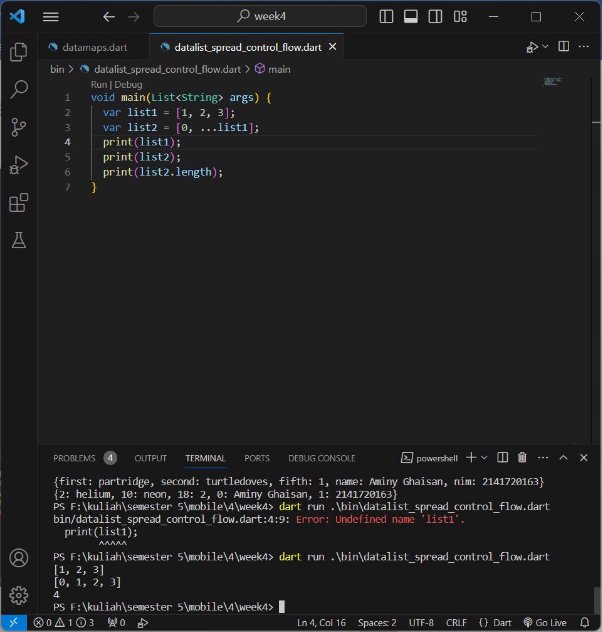 week4
datamaps.dart
datalist_spread_control_flow.dart
bin > datalist_spread_control_flow.dart > main
Run | Debug
1 void main(List<String> args) {
2 var list1 = [1, 2, 3];
3 var list2 = [0, ...list1];
4 print(list1);
5 print(list2);
6 print(list2.length);
7 }
PROBLEMS 4 OUTPUT TERMINAL PORTS DEBUG CONSOLE powershell
{first: partridge, second: turtledoves, fifth: 1, name: Aminy Ghaisan, nim: 2141720163}
{2: helium, 10: neon, 18: 2, 0: Aminy Ghaisan, 1: 2141720163}
PS F:\kuliah\semester 5\mobile\4\week4> dart run .\bin\datalist_spread_control_flow.dart
bin/datalist_spread_control_flow.dart:4:9: Error: Undefined name 'list1'.
print(list1);
^^^^^
PS F:\kuliah\semester 5\mobile\4\week4> dart run .\bin\datalist_spread_control_flow.dart
[1, 2, 3]
[0, 1, 2, 3]
4
PS F:\kuliah\semester 5\mobile\4\week4>
0 1 3 0 Ln 4, Col 16 Spaces: 2 UTF-8 CRLF {} Dart Go Live